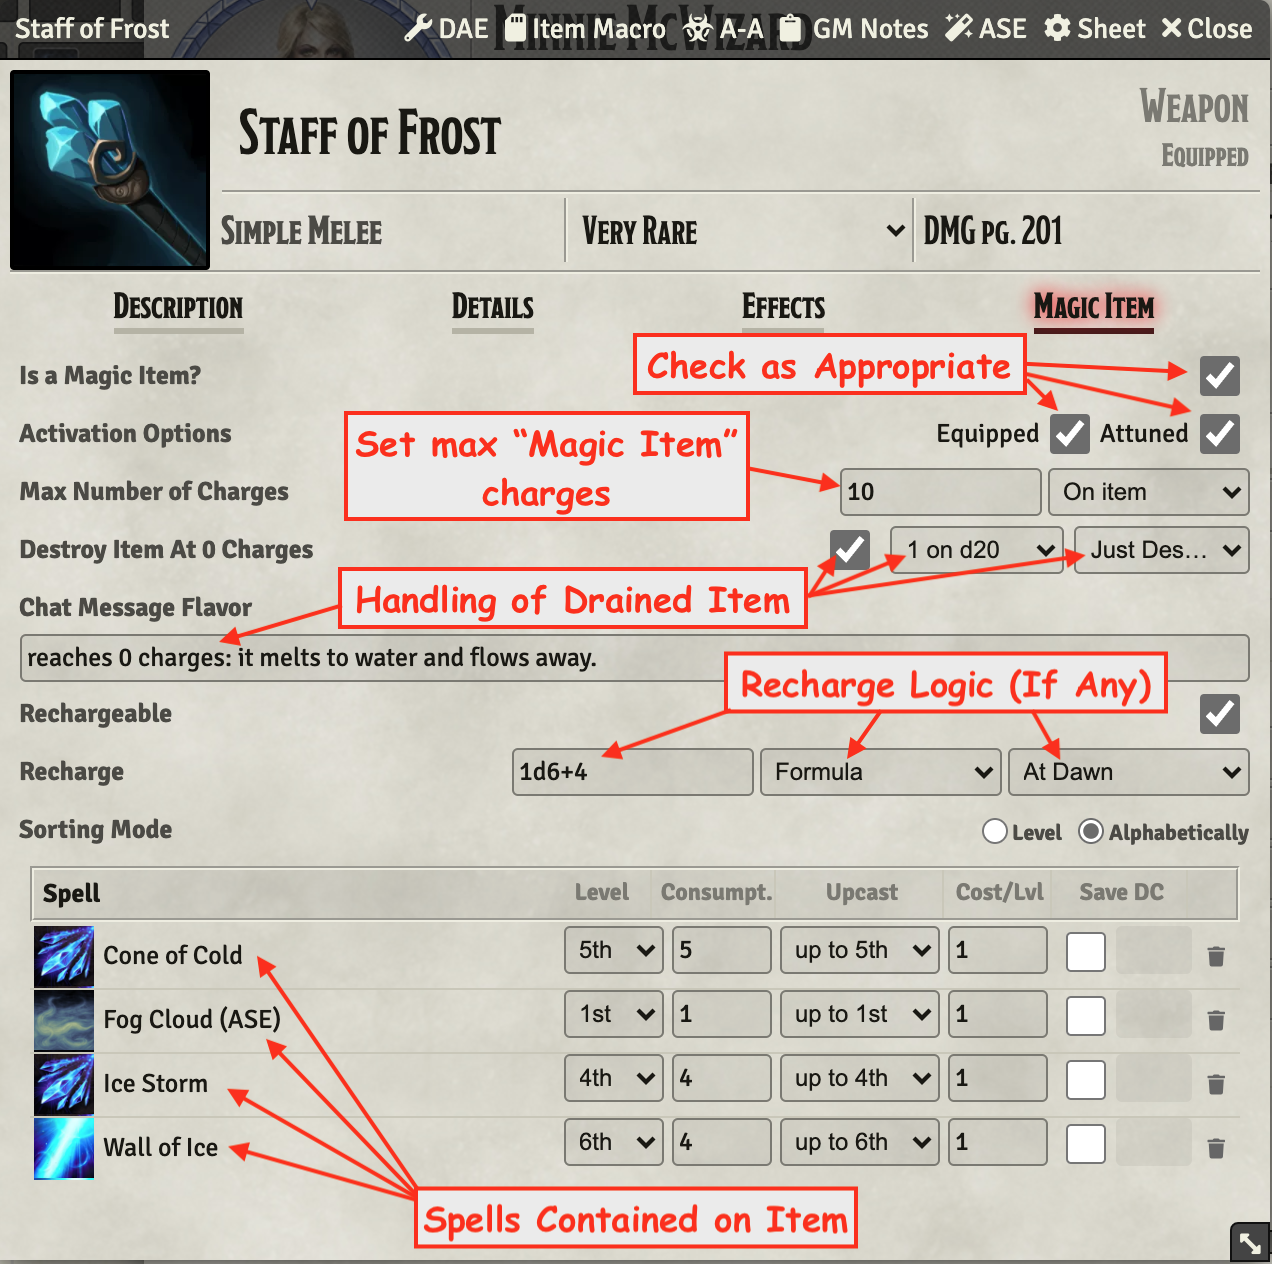 Staff of Frost DAE Item Macro A-A GM Notes ASE Sheet Close
Minnie McWizard
Staff of Frost
Weapon
Equipped
Simple Melee Very Rare DMG pg. 201
Description Details Effects Magic Item
Check as Appropriate
Is a Magic Item?
Activation Options Equipped Attuned
Set max “Magic Item”
charges
Max Number of Charges 10 On item
Destroy Item At 0 Charges 1 on d20 Just Des...
Handling of Drained Item
Chat Message Flavor
reaches 0 charges: it melts to water and flows away.
Recharge Logic (If Any)
Rechargeable
Recharge 1d6+4 Formula At Dawn
Sorting Mode Level Alphabetically
Spell Level Consumpt. Upcast Cost/Lvl Save DC
Cone of Cold 5th 5 up to 5th 1
Fog Cloud (ASE) 1st 1 up to 1st 1
Ice Storm 4th 4 up to 4th 1
Wall of Ice 6th 4 up to 6th 1
Spells Contained on Item